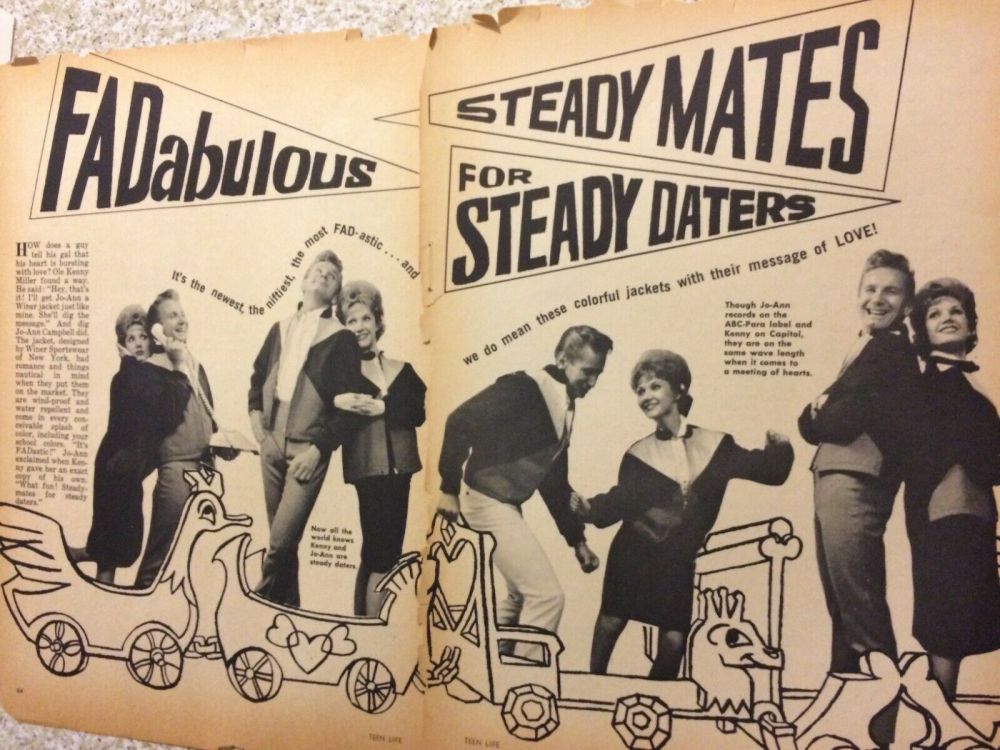 FADabulous
STEADY MATES
FOR
STEADY DATERS
It's the newest, the niftiest, the most FAD-astic...and
we do mean these colorful jackets with their message of LOVE!
HOW does a guy
tell his gal that
his heart is bursting
with love? Ole Kenny
Miller found a way.
He said: "Hey, that's
it! I'll get Jo-Ann a
Winer jacket just like
mine. She'll dig the
message." And dig
Jo-Ann Campbell did.
The jacket, designed
by Winer Sportswear
of New York, had
romance and things
nautical in mind
when they put them
on the market. They
are wind-proof and
water repellent and
come in every con-
ceivable splash of
color, including your
school colors. "It's
FADastic!" Jo-Ann
exclaimed when Ken-
ny gave her an exact
copy of his own.
"What fun! Steady-
mates for steady
daters."
Now all the
world knows
Kenny and
Jo-Ann are
steady daters.
Though Jo-Ann
records on the
ABC-Para label and
Kenny on Capitol,
they are on the
same wave length
when it comes to
a meeting of hearts.
64
TEEN LIFE
TEEN LIFE